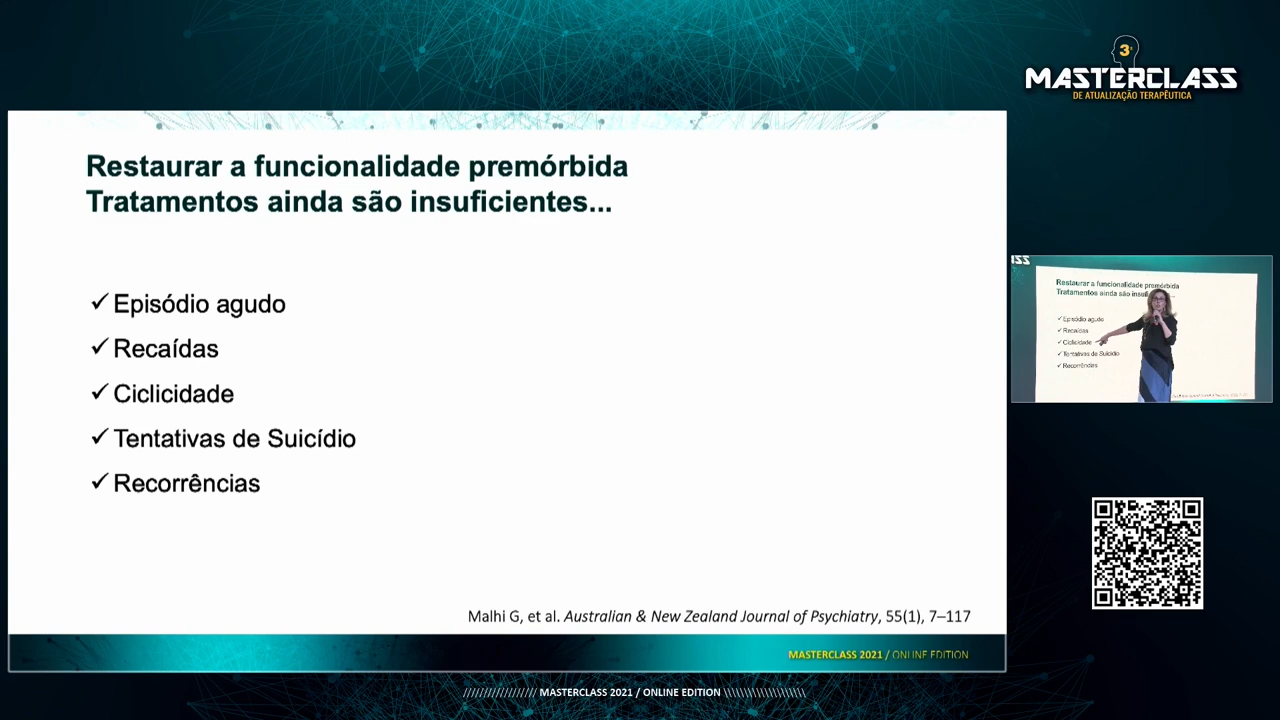 3ª
MASTERCLASS
DE ATUALIZAÇÃO TERAPÊUTICA
Restaurar a funcionalidade premórbida
Tratamentos ainda são insuficientes...
✓ Episódio agudo
✓ Recaídas
✓ Ciclicidade
✓ Tentativas de Suicídio
✓ Recorrências
Malhi G, et al. Australian & New Zealand Journal of Psychiatry, 55(1), 7–117
MASTERCLASS 2021 / ONLINE EDITION
ISS
Restaurar a funcionalidade premórbida
Tratamentos ainda são
✓ Episódio agudo
✓ Recaídas
✓ Ciclicidade
✓ Tentativas de Suicídio
✓ Recorrências
////////////////// MASTERCLASS 2021 / ONLINE EDITION \\\\\\\\\\\\\\\\\\\\